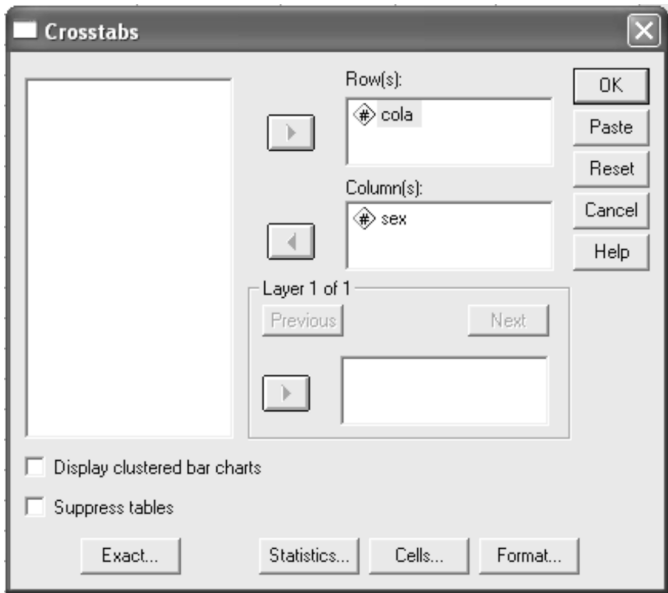 Crosstabs
Row(s):
# cola
Column(s):
# sex
OK
Paste
Reset
Cancel
Help
Layer 1 of 1
Previous
Next
Display clustered bar charts
Suppress tables
Exact...
Statistics...
Cells...
Format...